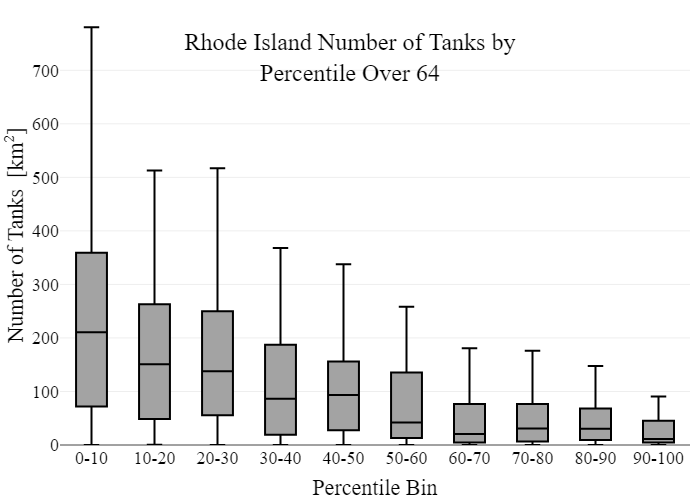 Rhode Island Number of Tanks by
Percentile Over 64
Number of Tanks [km²]
700
600
500
400
300
200
100
0
0-10 10-20 20-30 30-40 40-50 50-60 60-70 70-80 80-90 90-100
Percentile Bin